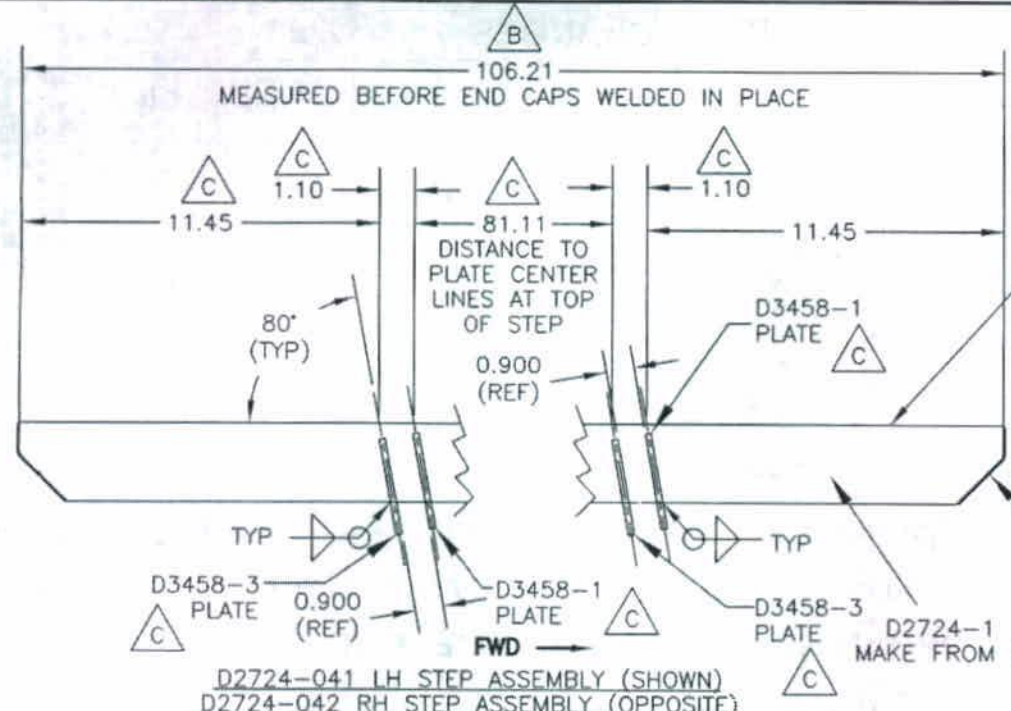 B
106.21
MEASURED BEFORE END CAPS WELDED IN PLACE
C
C
C
C
1.10
1.10
11.45
81.11
11.45
DISTANCE TO
PLATE CENTER
LINES AT TOP
OF STEP
80°
(TYP)
D3458-1
PLATE
C
0.900
(REF)
TYP
TYP
D3458-3
PLATE
C
0.900
(REF)
D3458-1
PLATE
C
D3458-3
PLATE
C
D2724-1
MAKE FROM
FWD
D2724-041 LH STEP ASSEMBLY (SHOWN)
D2724-042 RH STEP ASSEMBLY (OPPOSITE)